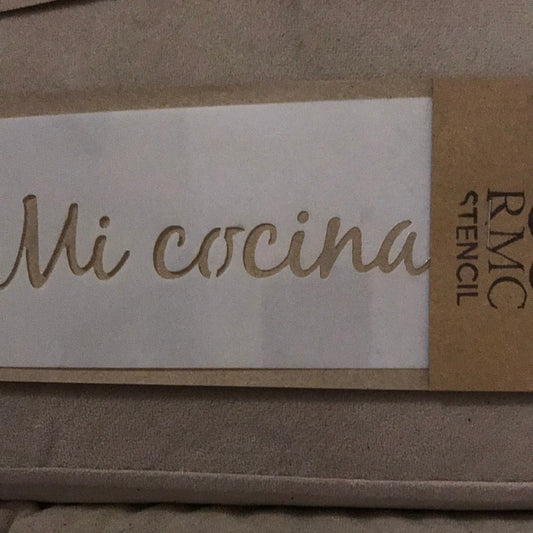 Mi cocina
RMC
STENCIL